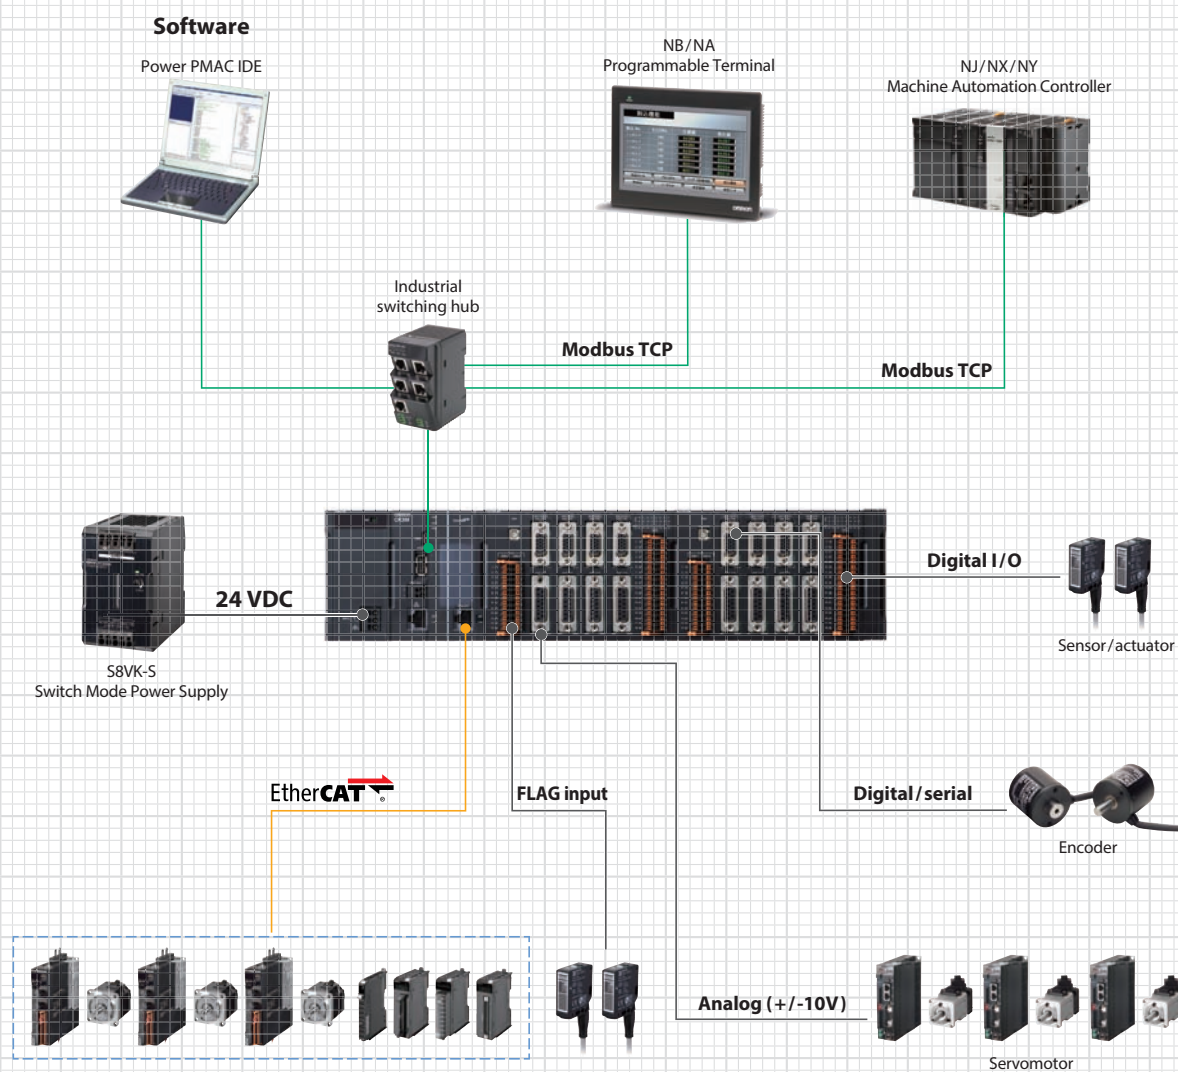 Software
Power PMAC IDE
NB/NA
Programmable Terminal
NJ/NX/NY
Machine Automation Controller
Industrial
switching hub
Modbus TCP
Modbus TCP
24 VDC
Digital I/O
Sensor/actuator
S8VK-S
Switch Mode Power Supply
EtherCAT®
FLAG input
Digital/serial
Encoder
Analog (+/-10V)
Servomotor